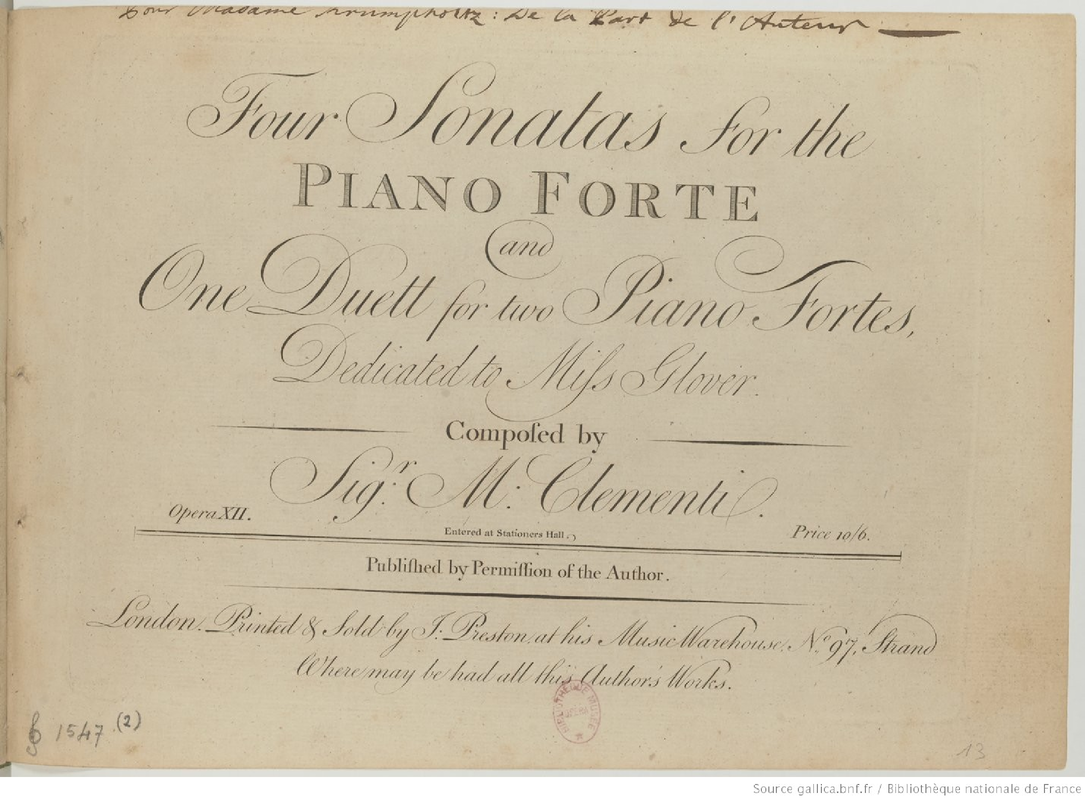 Pour Madame Krumpholtz: De la Part de l'Auteur
Four Sonatas for the
PIANO FORTE
and
One Duett for two Piano Fortes,
Dedicated to Miſs Glover.
Compoſed by
Sigr. M: Clementi.
Opera XII.
Entered at Stationers Hall.
Price 10/6.
Publiſhed by Permiſſion of the Author.
London, Printed & Sold by J: Preston, at his Music Warehouse, No. 97, Strand
Where may be had all this Author's Works.
1547 (2)
13
Source gallica.bnf.fr / Bibliothèque nationale de France